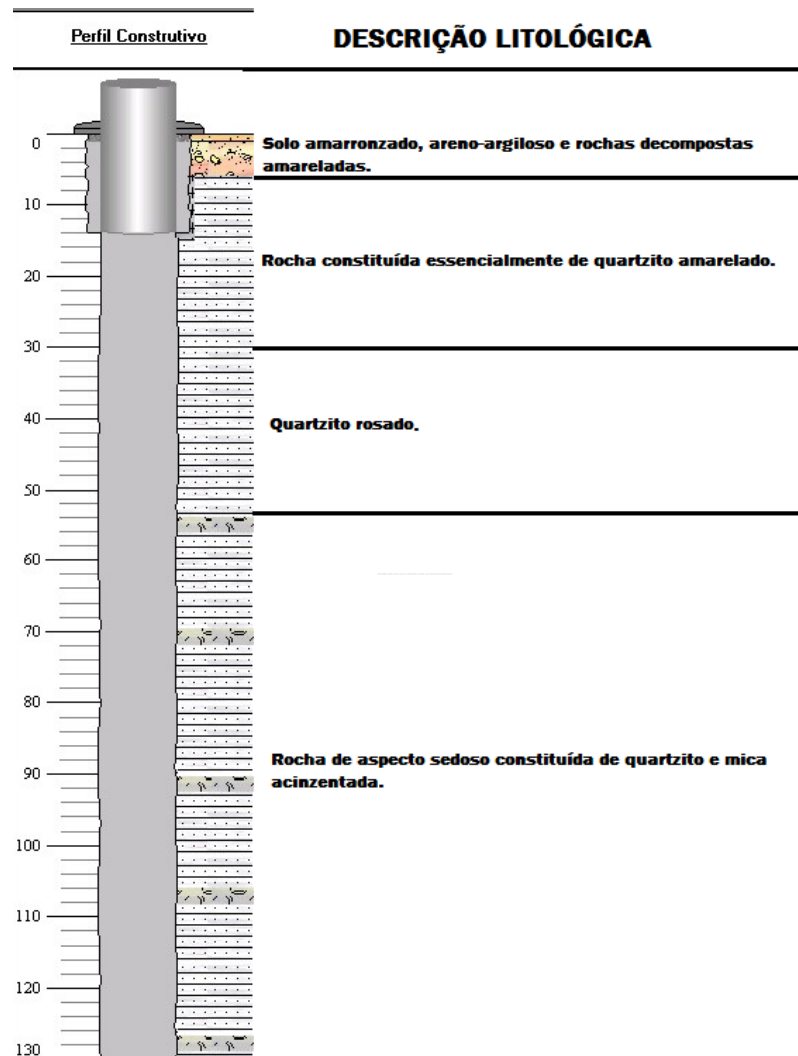 Perfil Construtivo
DESCRIÇÃO LITOLÓGICA
0
Solo amarronzado, areno-argiloso e rochas decompostas
amareladas.
10
Rocha constituída essencialmente de quartzito amarelado.
20
30
40
Quartzito rosado.
50
60
70
80
90
Rocha de aspecto sedoso constituída de quartzito e mica
acinzentada.
100
110
120
130